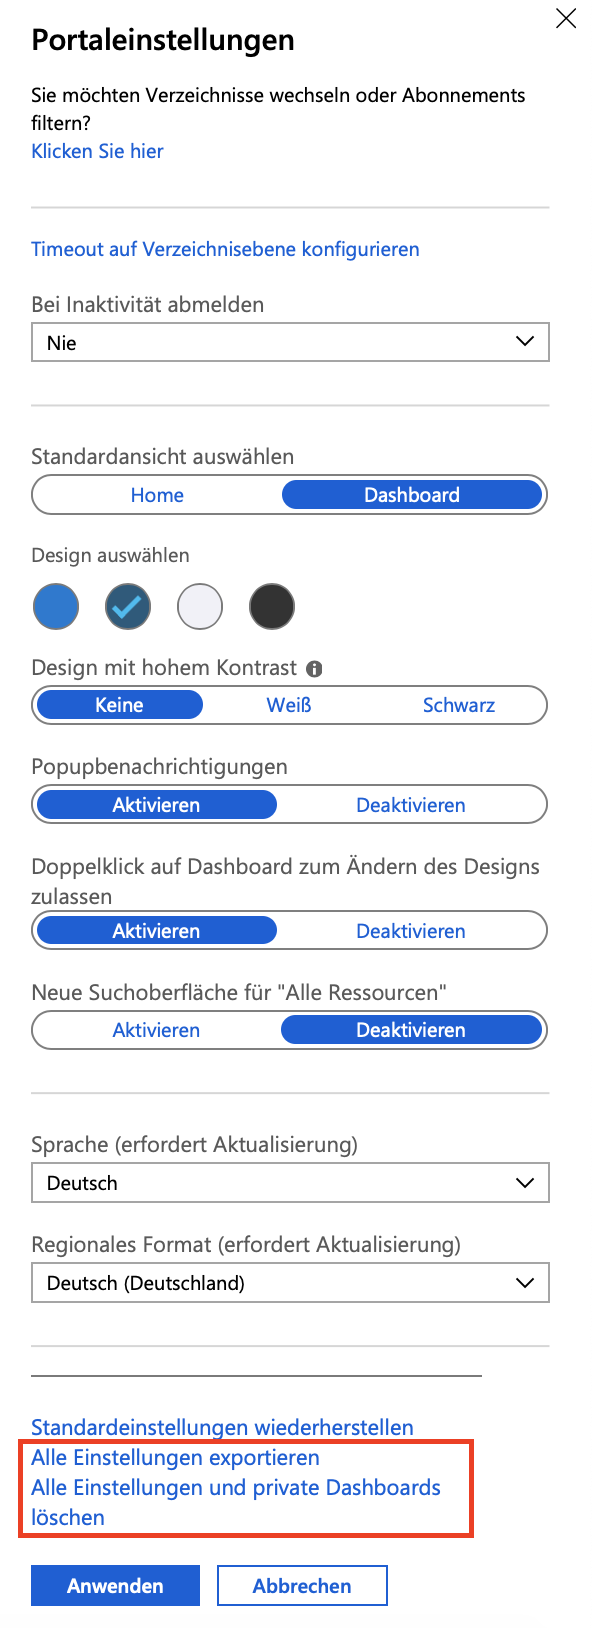 Portaleinstellungen
Sie möchten Verzeichnisse wechseln oder Abonnements
filtern?
Klicken Sie hier
Timeout auf Verzeichnisebene konfigurieren
Bei Inaktivität abmelden
Nie
Standardansicht auswählen
Home Dashboard
Design auswählen
Design mit hohem Kontrast
Keine Weiß Schwarz
Popupbenachrichtigungen
Aktivieren Deaktivieren
Doppelklick auf Dashboard zum Ändern des Designs
zulassen
Aktivieren Deaktivieren
Neue Suchoberfläche für "Alle Ressourcen"
Aktivieren Deaktivieren
Sprache (erfordert Aktualisierung)
Deutsch
Regionales Format (erfordert Aktualisierung)
Deutsch (Deutschland)
Standardeinstellungen wiederherstellen
Alle Einstellungen exportieren
Alle Einstellungen und private Dashboards
löschen
Anwenden Abbrechen